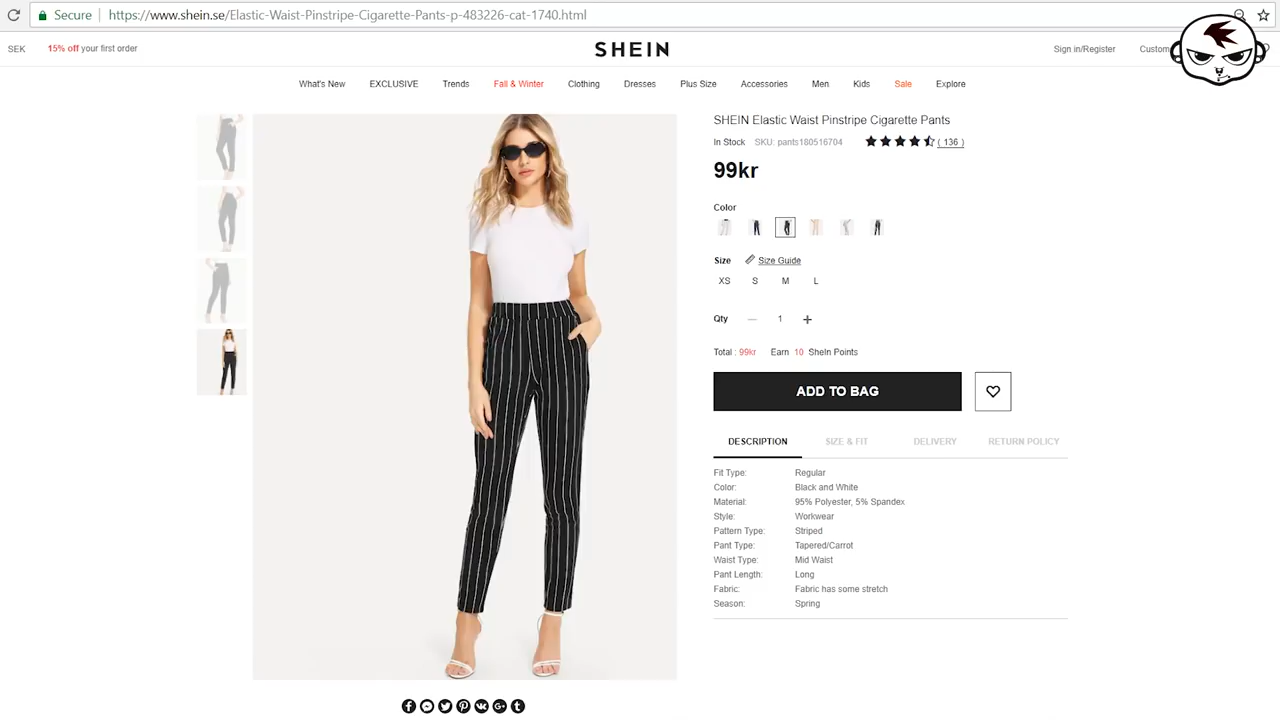 Secure https://www.shein.se/Elastic-Waist-Pinstripe-Cigarette-Pants-p-483226-cat-1740.html
SEK 15% off your first order SHEIN Sign in/Register
What's New EXCLUSIVE Trends Fall & Winter Clothing Dresses Plus Size Accessories Men Kids Sale Explore
SHEIN Elastic Waist Pinstripe Cigarette Pants
In Stock SKU: pants180516704 ( 136 )
99kr
Color
Size Size Guide
XS S M L
Qty 1
Total : 99kr Earn 10 SheIn Points
ADD TO BAG
DESCRIPTION SIZE & FIT DELIVERY RETURN POLICY
Fit Type: Regular
Color: Black and White
Material: 95% Polyester, 5% Spandex
Style: Workwear
Pattern Type: Striped
Pant Type: Tapered/Carrot
Waist Type: Mid Waist
Pant Length: Long
Fabric: Fabric has some stretch
Season: Spring